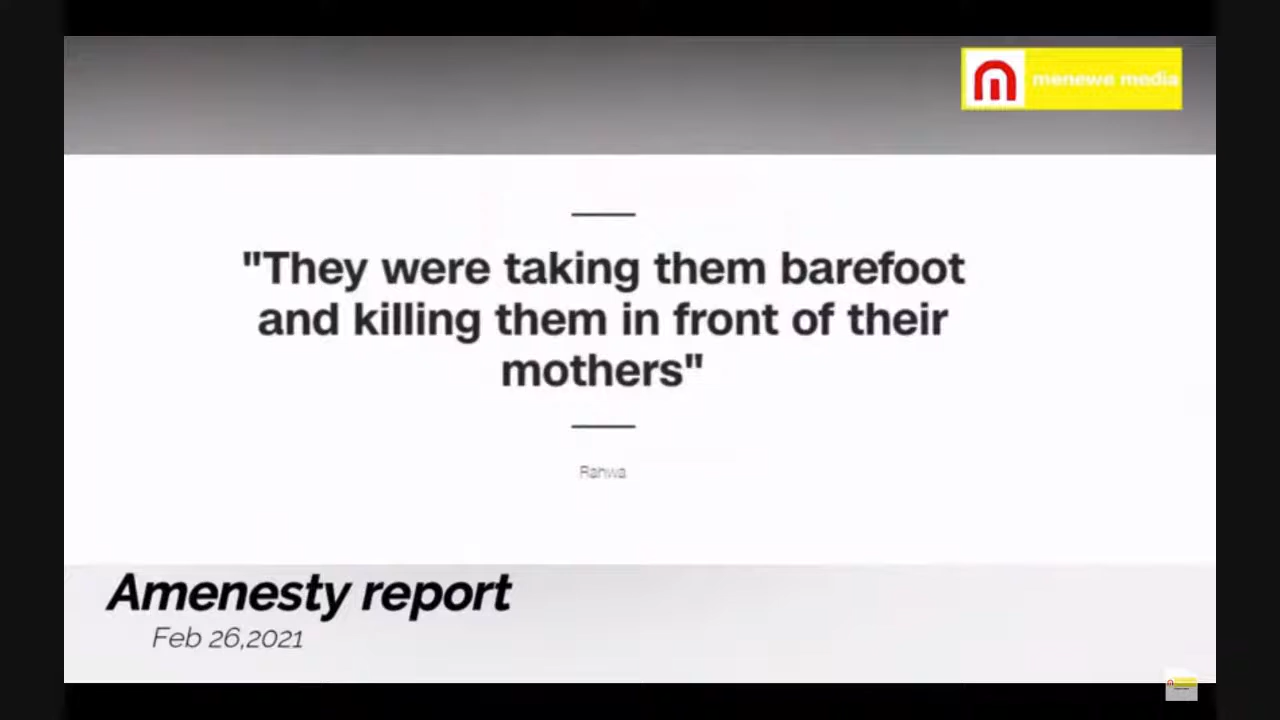 menewe media
"They were taking them barefoot
and killing them in front of their
mothers"
Rahwa
Amenesty report
Feb 26,2021